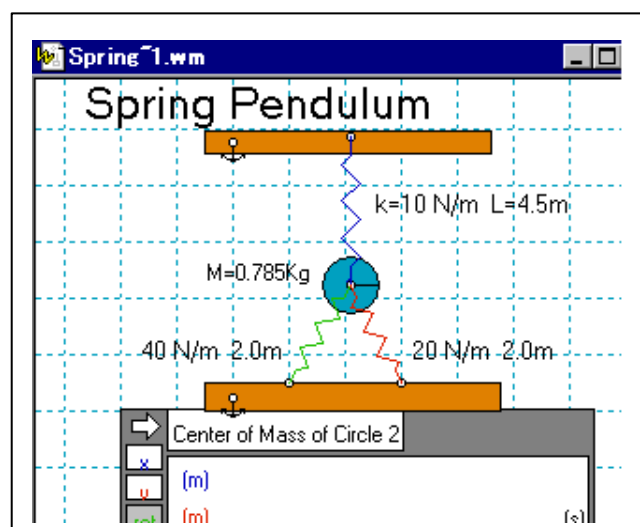 Spring~1.wm
Spring Pendulum
k=10 N/m L=4.5m
M=0.785Kg
40 N/m 2.0m
20 N/m 2.0m
Center of Mass of Circle 2
x
(m)
y
(m)
rot
(s)